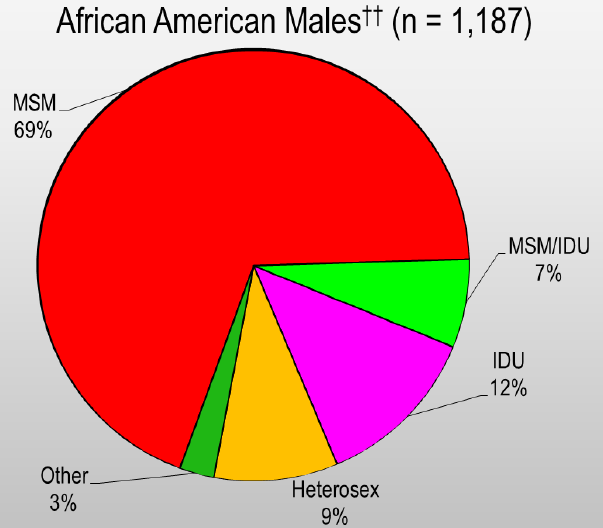 African American Males†† (n = 1,187)
MSM
69%
MSM/IDU
7%
IDU
12%
Other
3%
Heterosex
9%